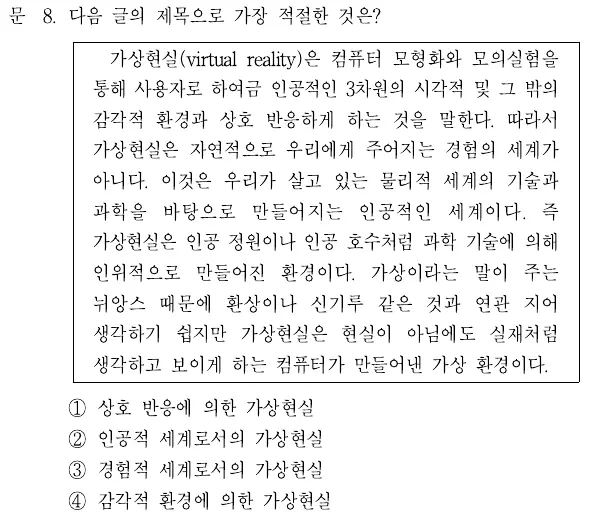 문 8. 다음 글의 제목으로 가장 적절한 것은?
가상현실(virtual reality)은 컴퓨터 모형화와 모의실험을
통해 사용자로 하여금 인공적인 3차원의 시각적 및 그 밖의
감각적 환경과 상호 반응하게 하는 것을 말한다. 따라서
가상현실은 자연적으로 우리에게 주어지는 경험의 세계가
아니다. 이것은 우리가 살고 있는 물리적 세계의 기술과
과학을 바탕으로 만들어지는 인공적인 세계이다. 즉
가상현실은 인공 정원이나 인공 호수처럼 과학 기술에 의해
인위적으로 만들어진 환경이다. 가상이라는 말이 주는
뉘앙스 때문에 환상이나 신기루 같은 것과 연관 지어
생각하기 쉽지만 가상현실은 현실이 아님에도 실재처럼
생각하고 보이게 하는 컴퓨터가 만들어낸 가상 환경이다.
① 상호 반응에 의한 가상현실
② 인공적 세계로서의 가상현실
③ 경험적 세계로서의 가상현실
④ 감각적 환경에 의한 가상현실